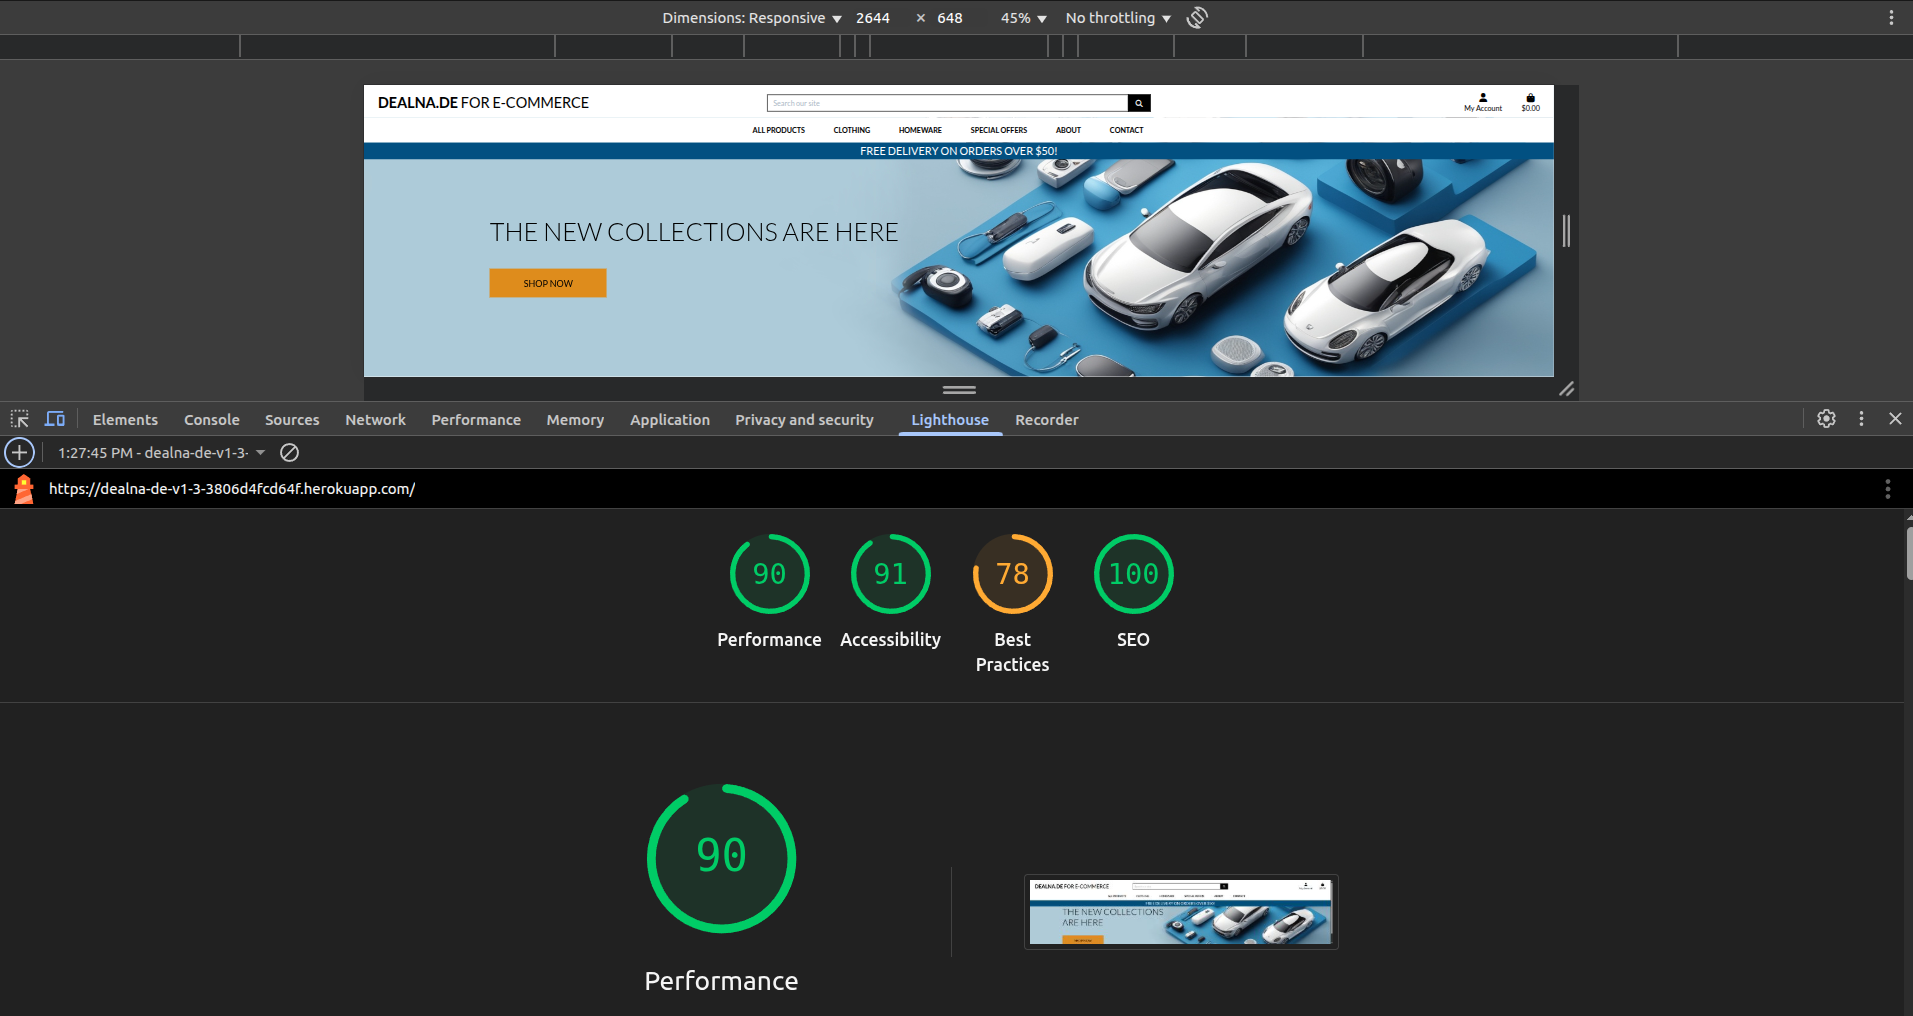 Dimensions: Responsive 2644 × 648 45% No throttling
DEALNA.DE FOR E-COMMERCE
Search our site
My Account
$0.00
ALL PRODUCTS CLOTHING HOMEWARE SPECIAL OFFERS ABOUT CONTACT
FREE DELIVERY ON ORDERS OVER $50!
THE NEW COLLECTIONS ARE HERE
SHOP NOW
Elements Console Sources Network Performance Memory Application Privacy and security Lighthouse Recorder
1:27:45 PM - dealna-de-v1-3-
https://dealna-de-v1-3-3806d4fcd64f.herokuapp.com/
90 91 78 100
Performance Accessibility Best Practices SEO
90
Performance
DEALNA.DE FOR E-COMMERCE
THE NEW COLLECTIONS
ARE HERE